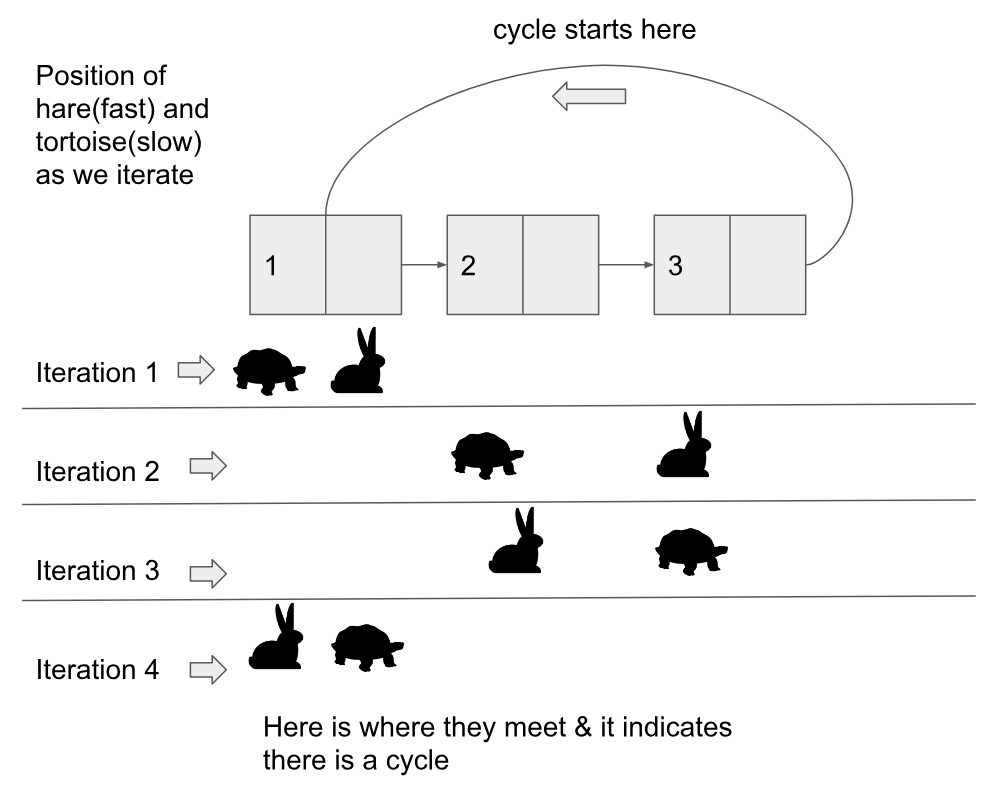 cycle starts here
Position of
hare(fast) and
tortoise(slow)
as we iterate
1
2
3
Iteration 1
Iteration 2
Iteration 3
Iteration 4
Here is where they meet & it indicates
there is a cycle